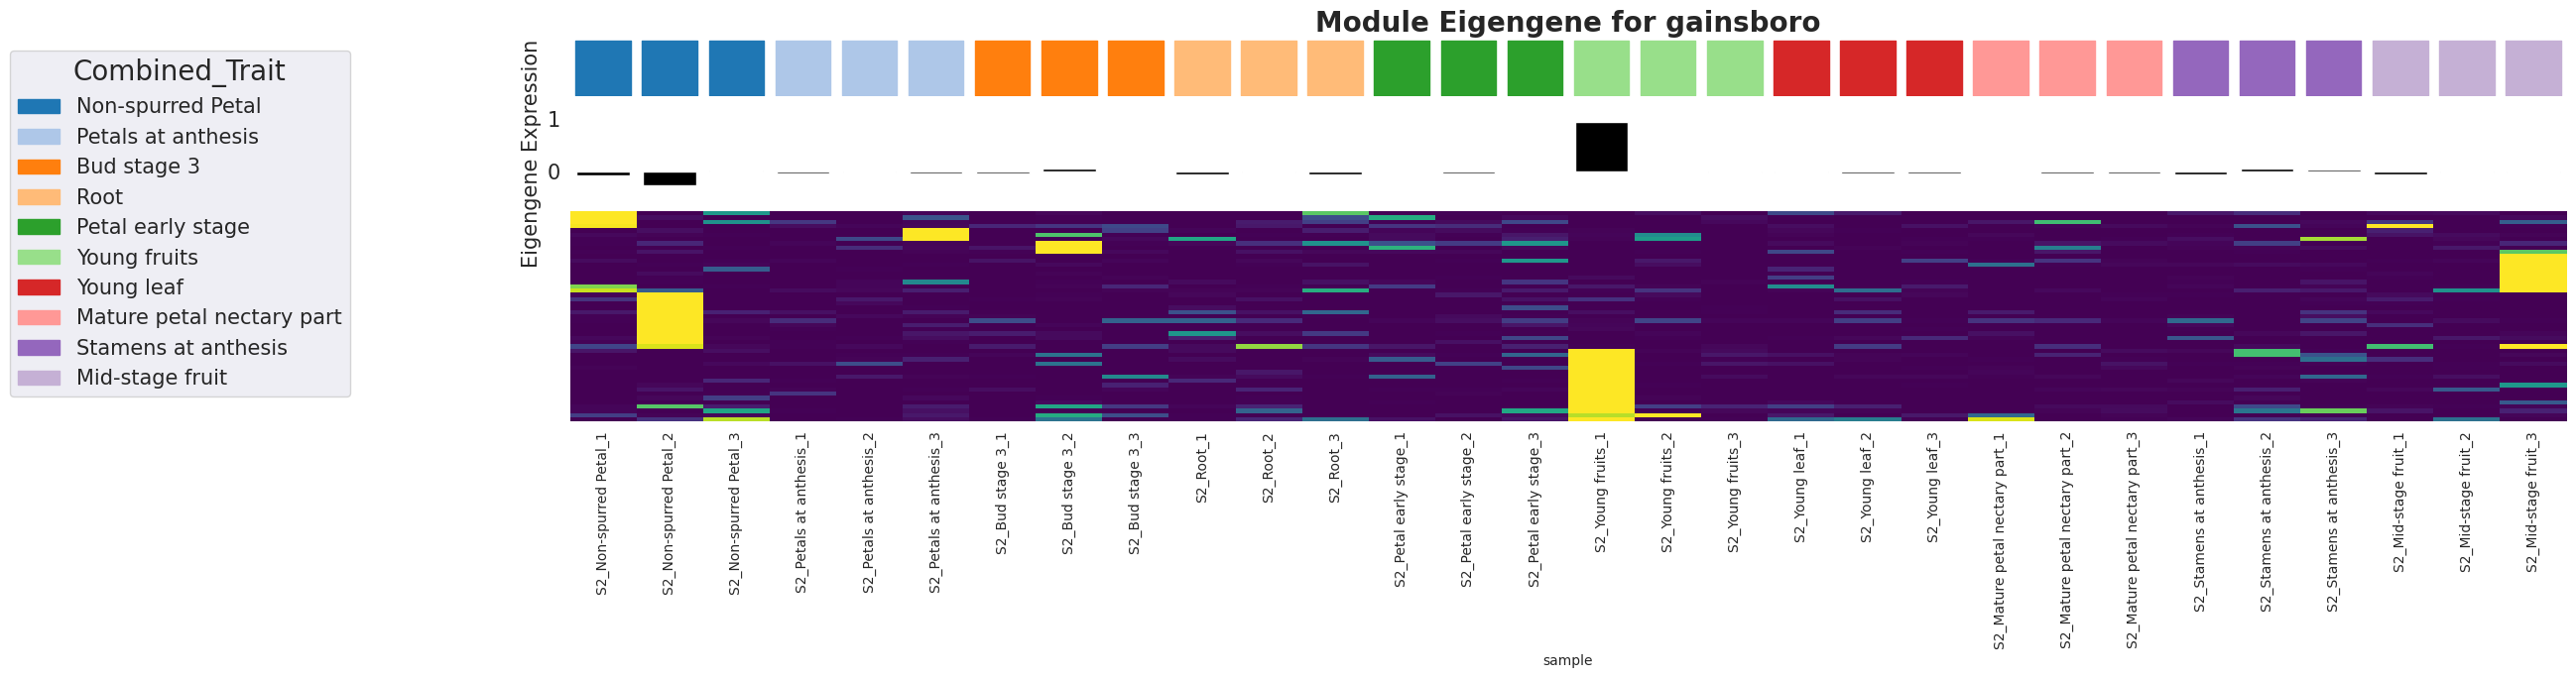 Module Eigengene for gainsboro
Combined_Trait
Non-spurred Petal
Petals at anthesis
Bud stage 3
Root
Petal early stage
Young fruits
Young leaf
Mature petal nectary part
Stamens at anthesis
Mid-stage fruit
Eigengene Expression
1
0
S2_Non-spurred Petal_1
S2_Non-spurred Petal_2
S2_Non-spurred Petal_3
S2_Petals at anthesis_1
S2_Petals at anthesis_2
S2_Petals at anthesis_3
S2_Bud stage 3_1
S2_Bud stage 3_2
S2_Bud stage 3_3
S2_Root_1
S2_Root_2
S2_Root_3
S2_Petal early stage_1
S2_Petal early stage_2
S2_Petal early stage_3
S2_Young fruits_1
S2_Young fruits_2
S2_Young fruits_3
S2_Young leaf_1
S2_Young leaf_2
S2_Young leaf_3
S2_Mature petal nectary part_1
S2_Mature petal nectary part_2
S2_Mature petal nectary part_3
S2_Stamens at anthesis_1
S2_Stamens at anthesis_2
S2_Stamens at anthesis_3
S2_Mid-stage fruit_1
S2_Mid-stage fruit_2
S2_Mid-stage fruit_3
sample